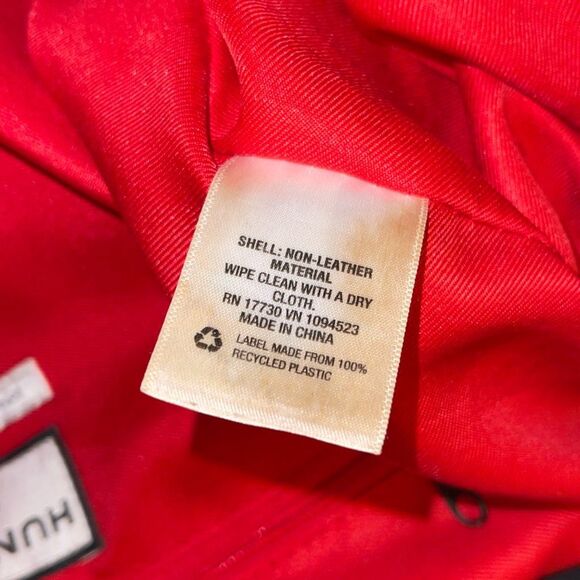 SHELL: NON-LEATHER
MATERIAL
WIPE CLEAN WITH A DRY
CLOTH.
RN 17730 VN 1094523
MADE IN CHINA
LABEL MADE FROM 100%
RECYCLED PLASTIC
HUN